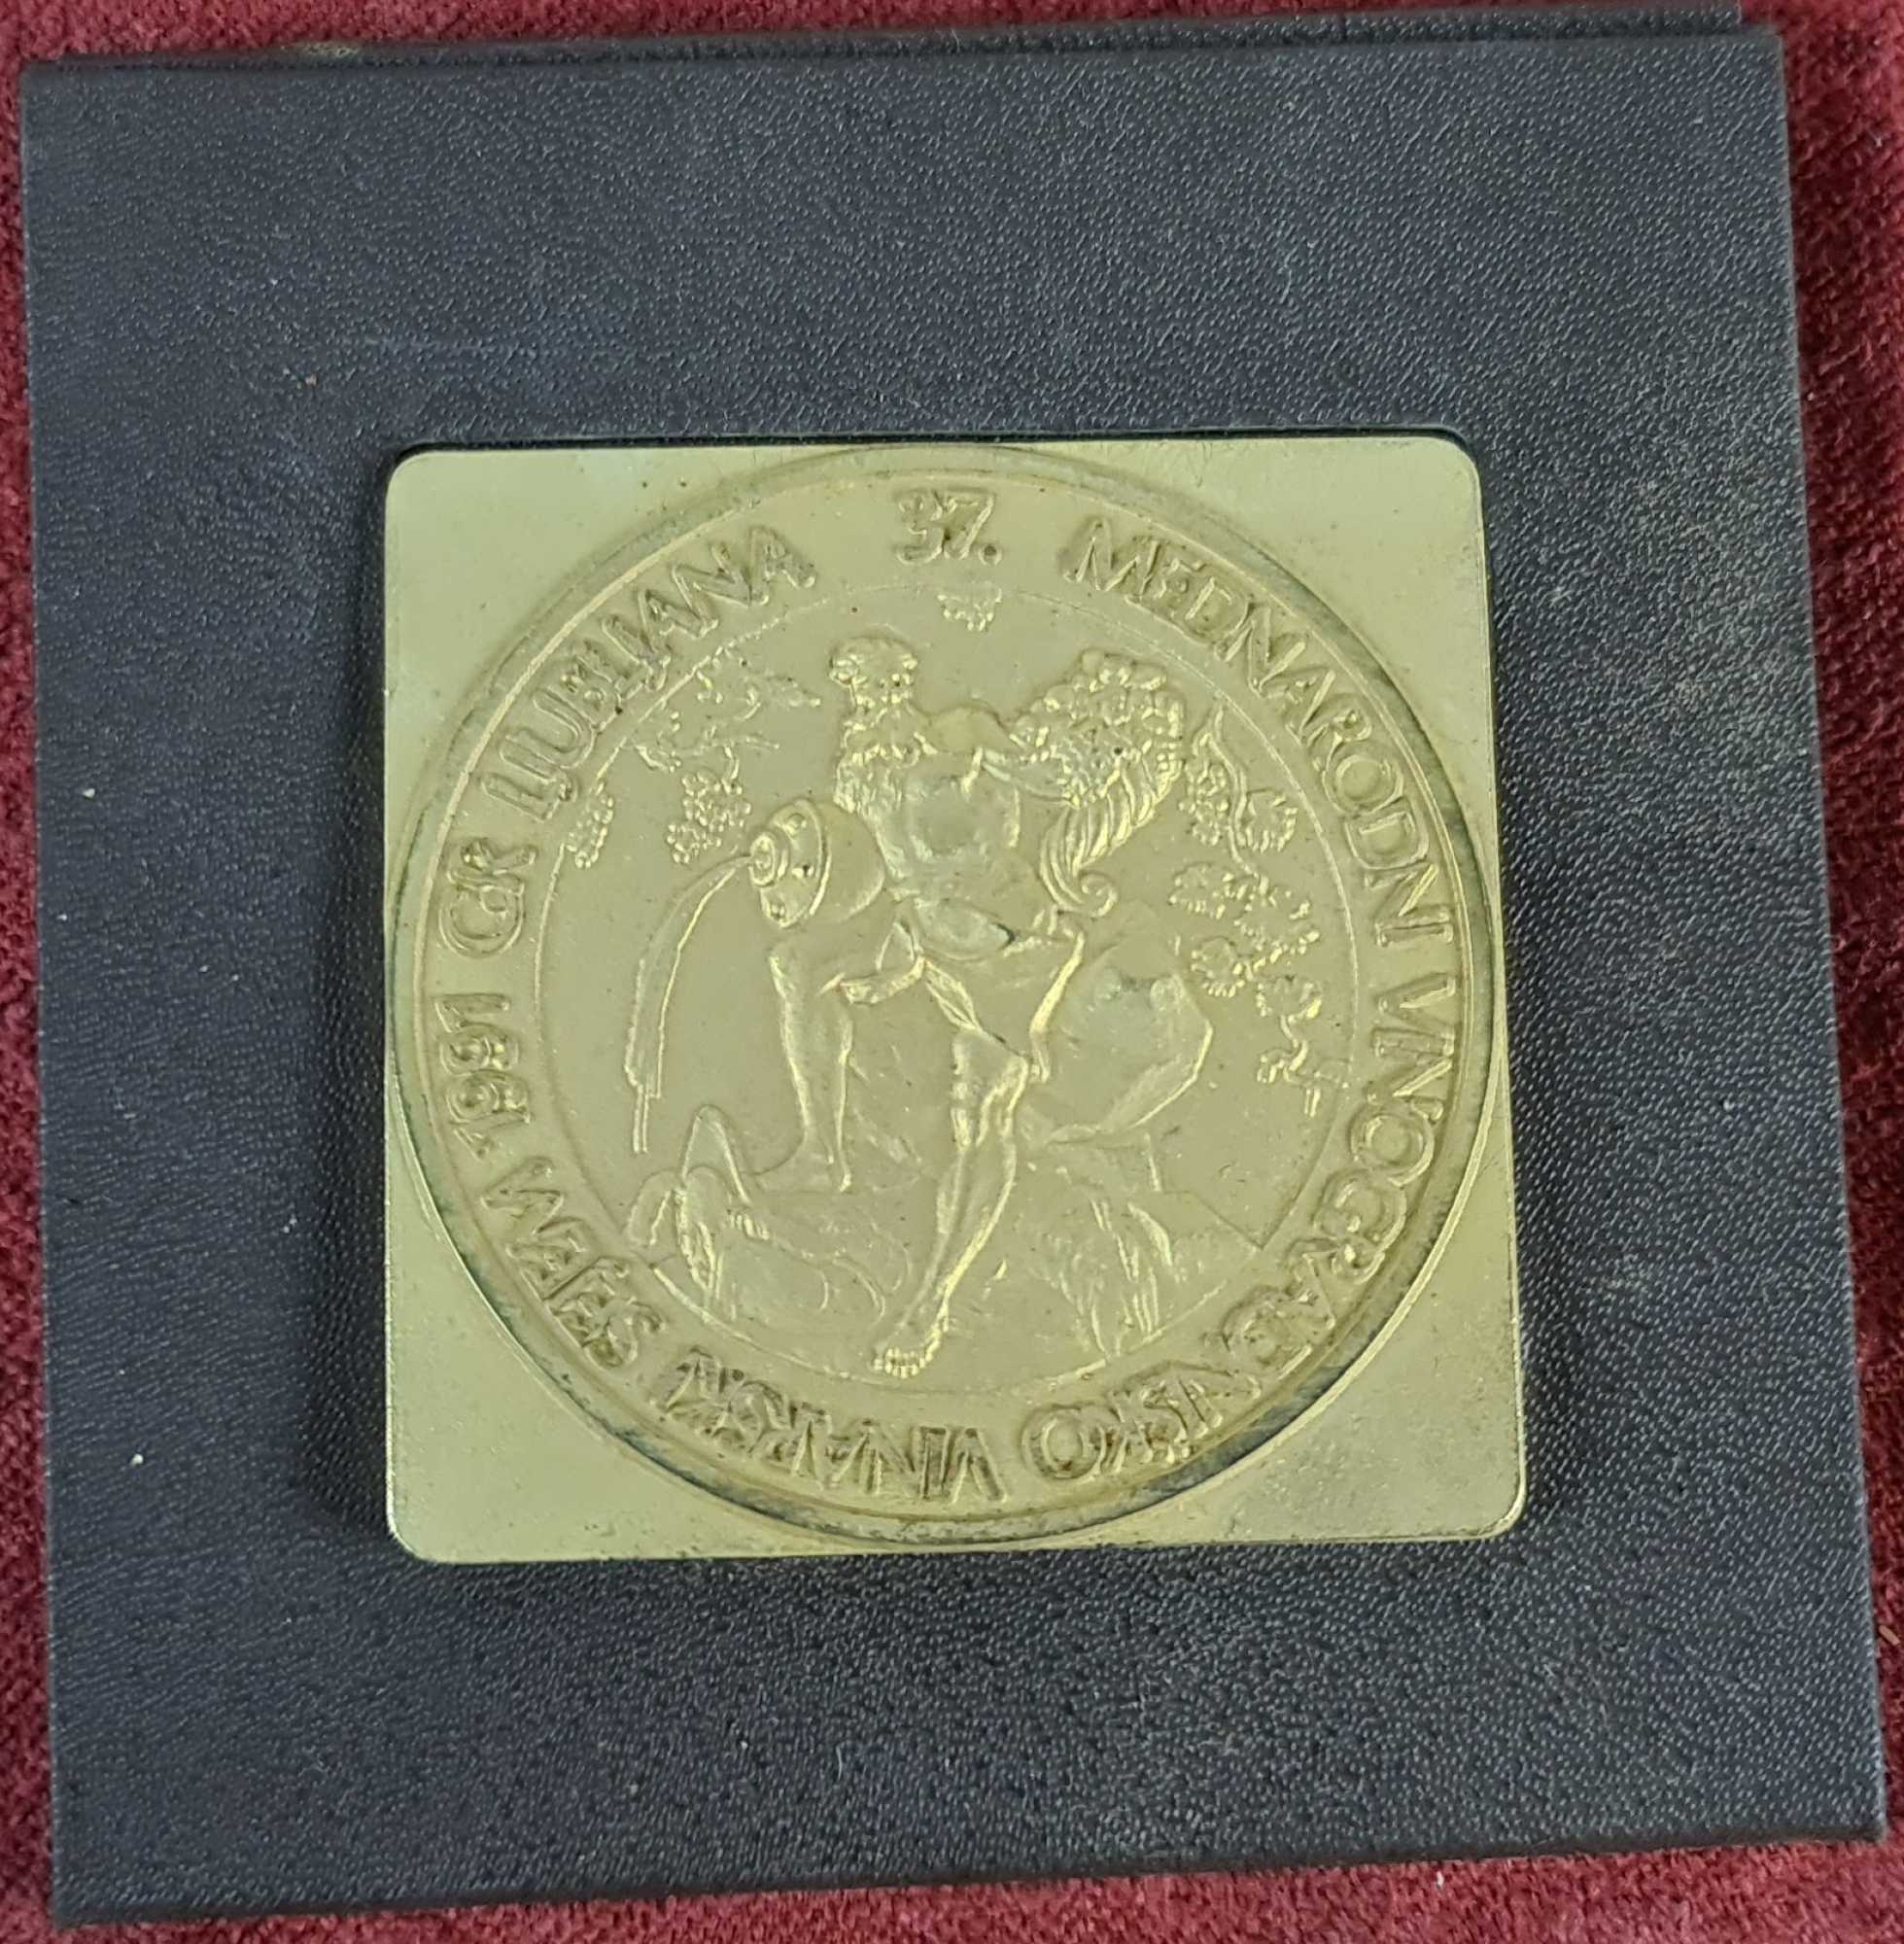 37. MEDNARODNI VINOGRADNIŠKO VINARSKI SEJEM 1991 GR LJUBLJANA